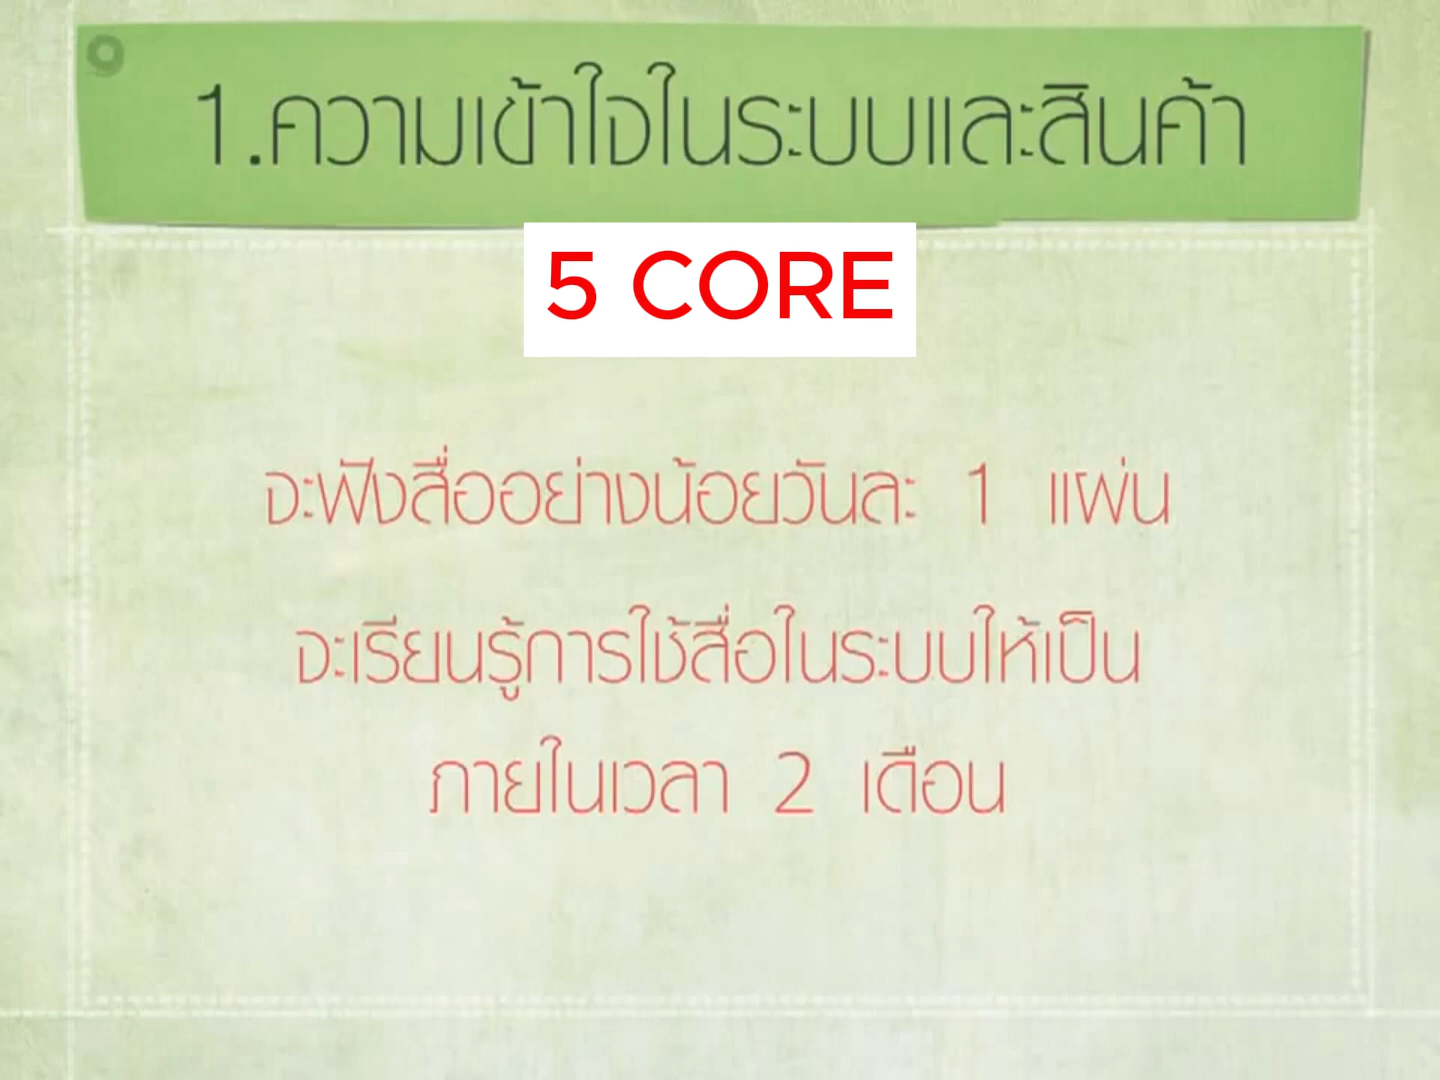 1.ความเข้าใจในระบบและสินค้า
5 CORE
จะฟังสื่ออย่างน้อยวันละ 1 แผ่น
จะเรียนรู้การใช้สื่อในระบบให้เป็น
ภายในเวลา 2 เดือน